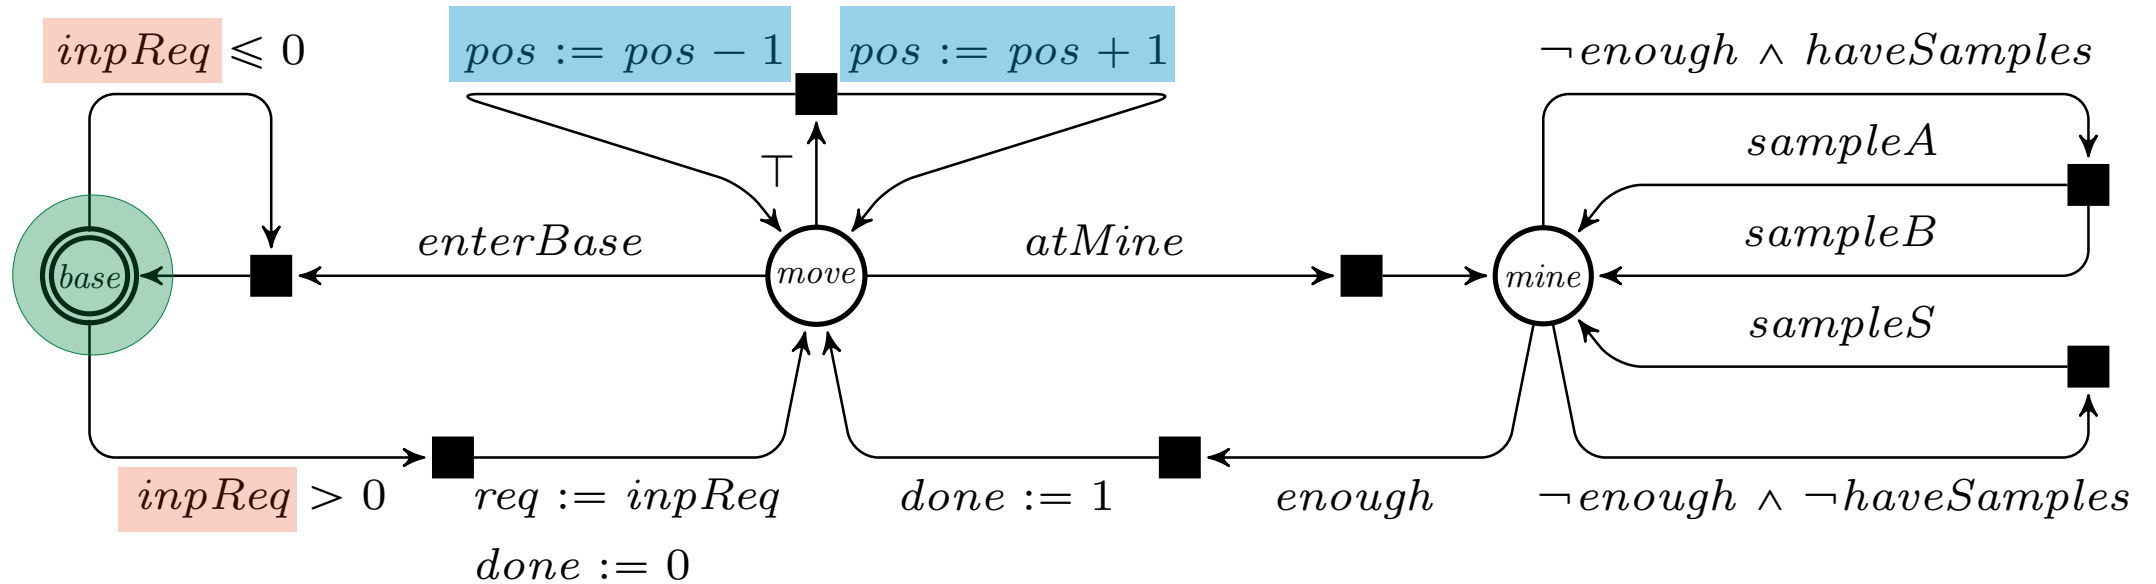 inpReq ⩽ 0
pos := pos − 1
pos := pos + 1
¬enough ∧ haveSamples
sampleA
⊤
enterBase
atMine
sampleB
base
move
mine
sampleS
inpReq > 0
req := inpReq
done := 1
enough
¬enough ∧ ¬haveSamples
done := 0